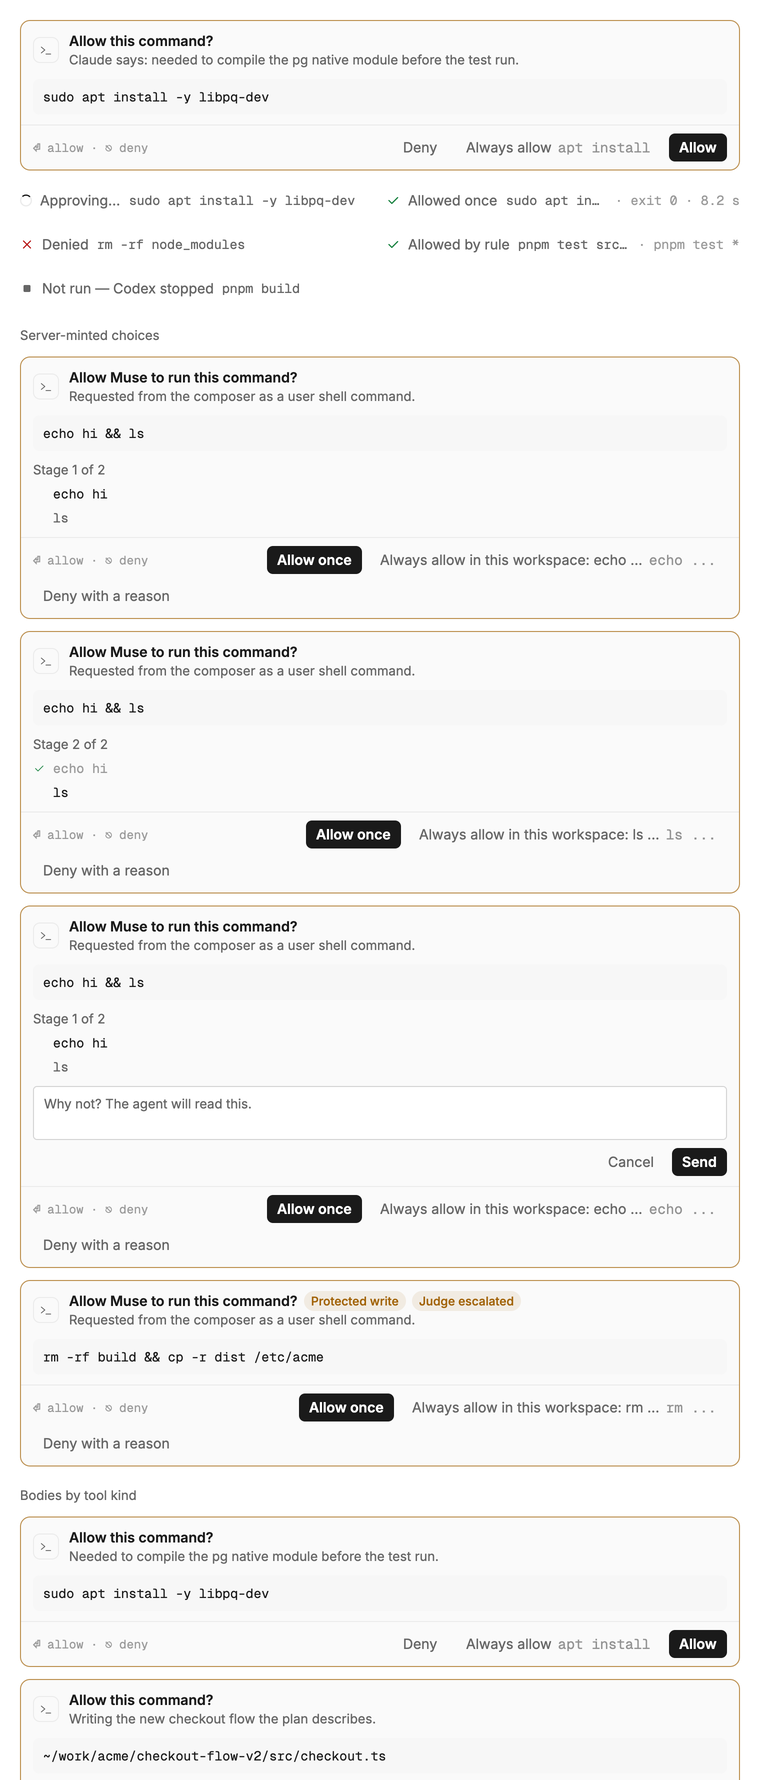 Allow this command?
Claude says: needed to compile the pg native module before the test run.
sudo apt install -y libpq-dev
⏎ allow · ⎋ deny Deny Always allow apt install Allow
Approving... sudo apt install -y libpq-dev
Allowed once sudo apt in… · exit 0 · 8.2 s
Denied rm -rf node_modules
Allowed by rule pnpm test src… · pnpm test *
Not run — Codex stopped pnpm build
Server-minted choices
>_ Allow Muse to run this command?
Requested from the composer as a user shell command.
echo hi && ls
Stage 1 of 2
echo hi
ls
⏎ allow · ⎋ deny Allow once Always allow in this workspace: echo ... echo ...
Deny with a reason
>_ Allow Muse to run this command?
Requested from the composer as a user shell command.
echo hi && ls
Stage 2 of 2
echo hi
ls
⏎ allow · ⎋ deny Allow once Always allow in this workspace: ls ... ls ...
Deny with a reason
>_ Allow Muse to run this command?
Requested from the composer as a user shell command.
echo hi && ls
Stage 1 of 2
echo hi
ls
Why not? The agent will read this.
Cancel Send
⏎ allow · ⎋ deny Allow once Always allow in this workspace: echo ... echo ...
Deny with a reason
>_ Allow Muse to run this command? Protected write Judge escalated
Requested from the composer as a user shell command.
rm -rf build && cp -r dist /etc/acme
⏎ allow · ⎋ deny Allow once Always allow in this workspace: rm ... rm ...
Deny with a reason
Bodies by tool kind
>_ Allow this command?
Needed to compile the pg native module before the test run.
sudo apt install -y libpq-dev
⏎ allow · ⎋ deny Deny Always allow apt install Allow
>_ Allow this command?
Writing the new checkout flow the plan describes.
~/work/acme/checkout-flow-v2/src/checkout.ts